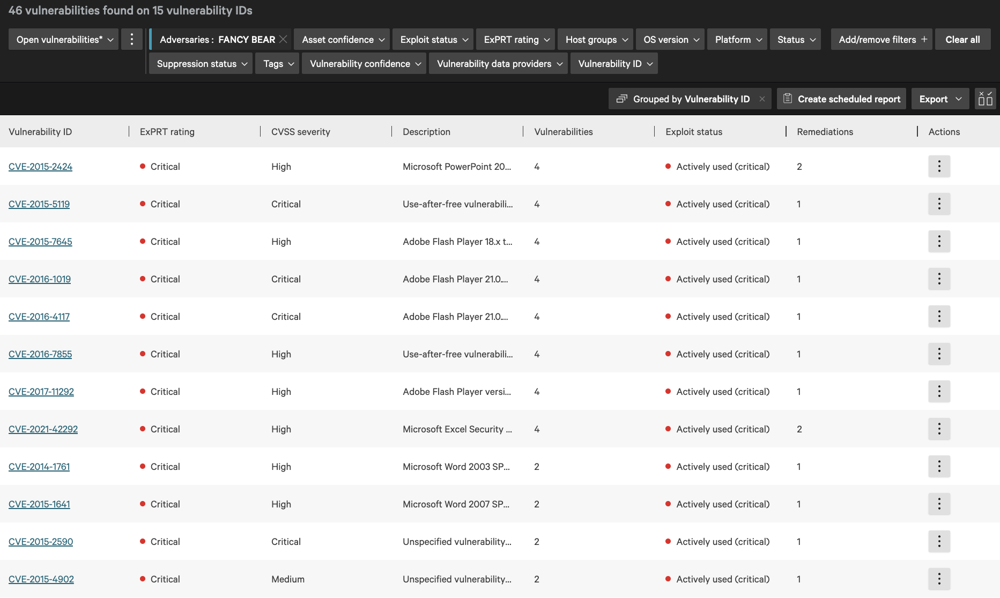 46 vulnerabilities found on 15 vulnerability IDs
Open vulnerabilities* Adversaries : FANCY BEAR Asset confidence Exploit status ExPRT rating Host groups OS version Platform Status Add/remove filters + Clear all
Suppression status Tags Vulnerability confidence Vulnerability data providers Vulnerability ID
Grouped by Vulnerability ID Create scheduled report Export
Vulnerability ID ExPRT rating CVSS severity Description Vulnerabilities Exploit status Remediations Actions
CVE-2015-2424 Critical High Microsoft PowerPoint 20... 4 Actively used (critical) 2
CVE-2015-5119 Critical Critical Use-after-free vulnerabili... 4 Actively used (critical) 1
CVE-2015-7645 Critical High Adobe Flash Player 18.x t... 4 Actively used (critical) 1
CVE-2016-1019 Critical Critical Adobe Flash Player 21.0.... 4 Actively used (critical) 1
CVE-2016-4117 Critical Critical Adobe Flash Player 21.0.... 4 Actively used (critical) 1
CVE-2016-7855 Critical High Use-after-free vulnerabili... 4 Actively used (critical) 1
CVE-2017-11292 Critical High Adobe Flash Player versi... 4 Actively used (critical) 1
CVE-2021-42292 Critical High Microsoft Excel Security ... 4 Actively used (critical) 2
CVE-2014-1761 Critical High Microsoft Word 2003 SP... 2 Actively used (critical) 1
CVE-2015-1641 Critical High Microsoft Word 2007 SP... 2 Actively used (critical) 1
CVE-2015-2590 Critical Critical Unspecified vulnerability... 2 Actively used (critical) 1
CVE-2015-4902 Critical Medium Unspecified vulnerability... 2 Actively used (critical) 1